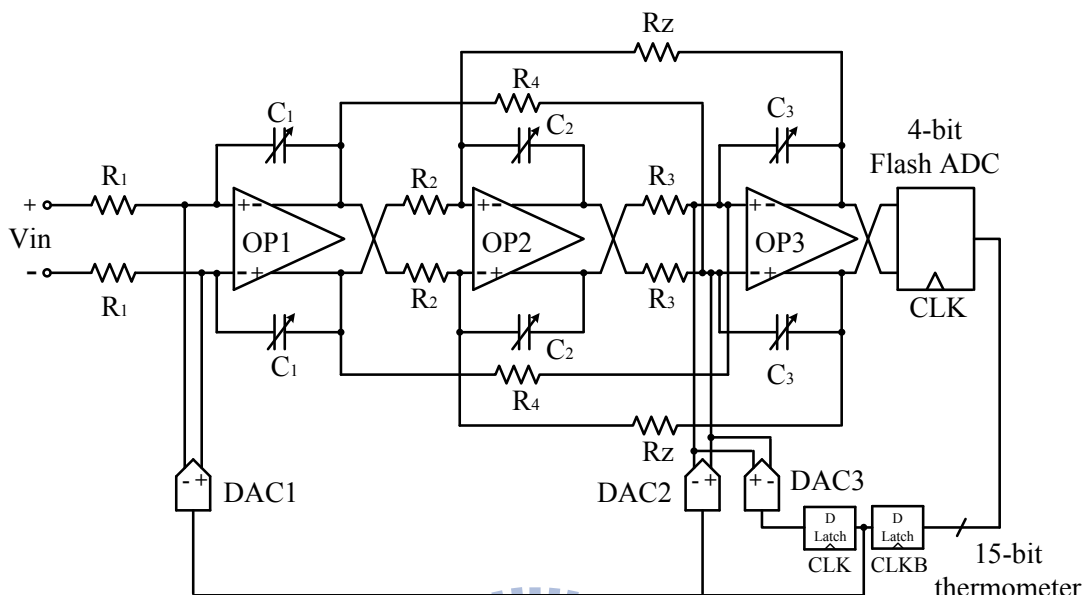 Rz
R4
C1
C2
C3
4-bit
Flash ADC
R1
R2
R3
+
Vin
-
+ -
OP1
- +
+ -
OP2
- +
+ -
OP3
- +
R1
R2
R3
CLK
C1
C2
C3
R4
Rz
- +
DAC1
DAC2
- +
+ -
DAC3
D
Latch
CLK
D
Latch
CLKB
15-bit
thermometer